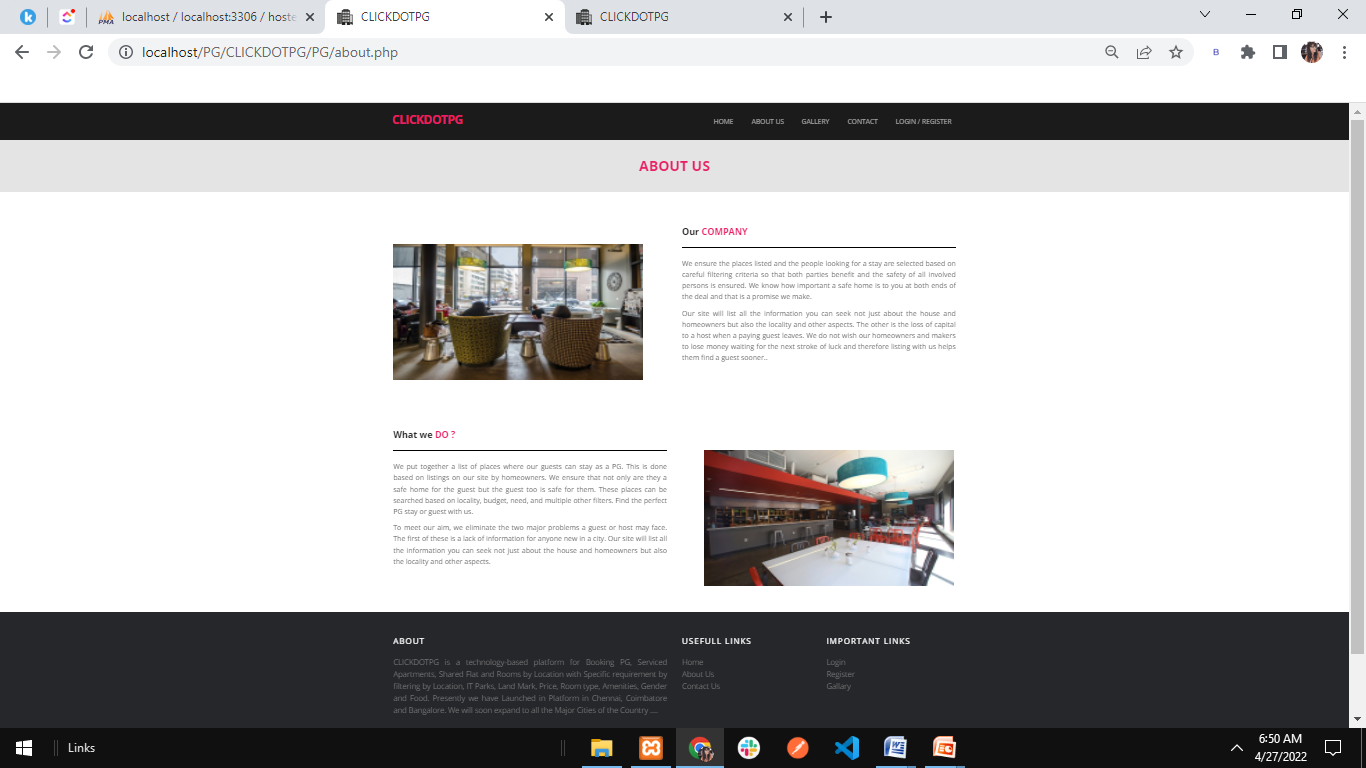 localhost / localhost:3306 / hoste
CLICKDOTPG
CLICKDOTPG
localhost/PG/CLICKDOTPG/PG/about.php
CLICKDOTPG
HOME
ABOUT US
GALLERY
CONTACT
LOGIN / REGISTER
ABOUT US
Our COMPANY
We ensure the places listed and the people looking for a stay are selected based on
careful filtering criteria so that both parties benefit and the safety of all involved
persons is ensured. We know how important a safe home is to you at both ends of
the deal and that is a promise we make.
Our site will list all the information you can seek not just about the house and
homeowners but also the locality and other aspects. The other is the loss of capital
to a host when a paying guest leaves. We do not wish our homeowners and makers
to lose money waiting for the next stroke of luck and therefore listing with us helps
them find a guest sooner..
What we DO ?
We put together a list of places where our guests can stay as a PG. This is done
based on listings on our site by homeowners. We ensure that not only are they a
safe home for the guest but the guest too is safe for them. These places can be
searched based on locality, budget, need, and multiple other filters. Find the perfect
PG stay or guest with us.
To meet our aim, we eliminate the two major problems a guest or host may face.
The first of these is a lack of information for anyone new in a city. Our site will list all
the information you can seek not just about the house and homeowners but also
the locality and other aspects.
ABOUT
CLICKDOTPG is a technology-based platform for Booking PG, Serviced
Apartments, Shared Flat and Rooms by Location with Specific requirement by
filtering by Location, IT Parks, Land Mark, Price, Room type, Amenities, Gender
and Food. Presently we have Launched in Platform in Chennai, Coimbatore
and Bangalore. We will soon expand to all the Major Cities of the Country ....
USEFULL LINKS
Home
About Us
Contact Us
IMPORTANT LINKS
Login
Register
Gallary
Links
6:50 AM
4/27/2022